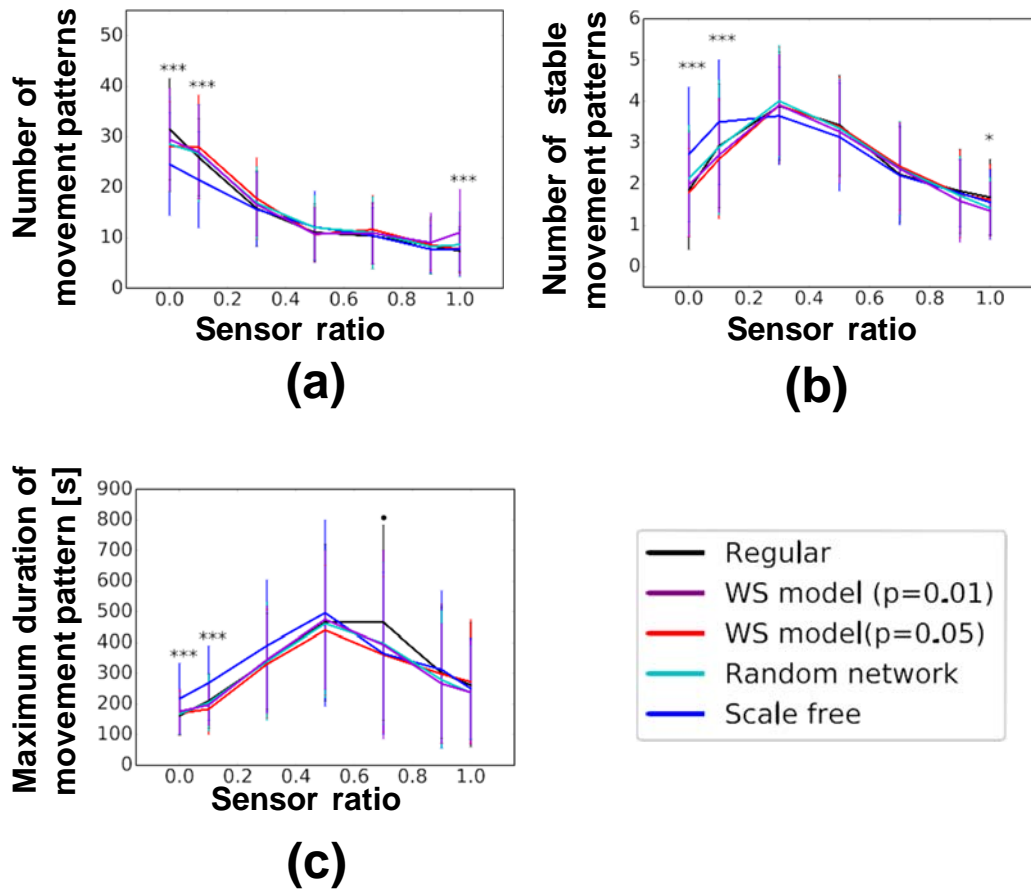 Number of
movement patterns
55
50
40
30
20
10
0
***
***
***
0.0 0.2 0.4 0.6 0.8 1.0
Sensor ratio
(a)
Number of stable
movement patterns
6
5
4
3
2
1
0
***
***
*
0.0 0.2 0.4 0.6 0.8 1.0
Sensor ratio
(b)
Maximum duration of
movement pattern [s]
900
800
700
600
500
400
300
200
100
0
***
***
•
0.0 0.2 0.4 0.6 0.8 1.0
Sensor ratio
(c)
Regular
WS model (p=0.01)
WS model(p=0.05)
Random network
Scale free